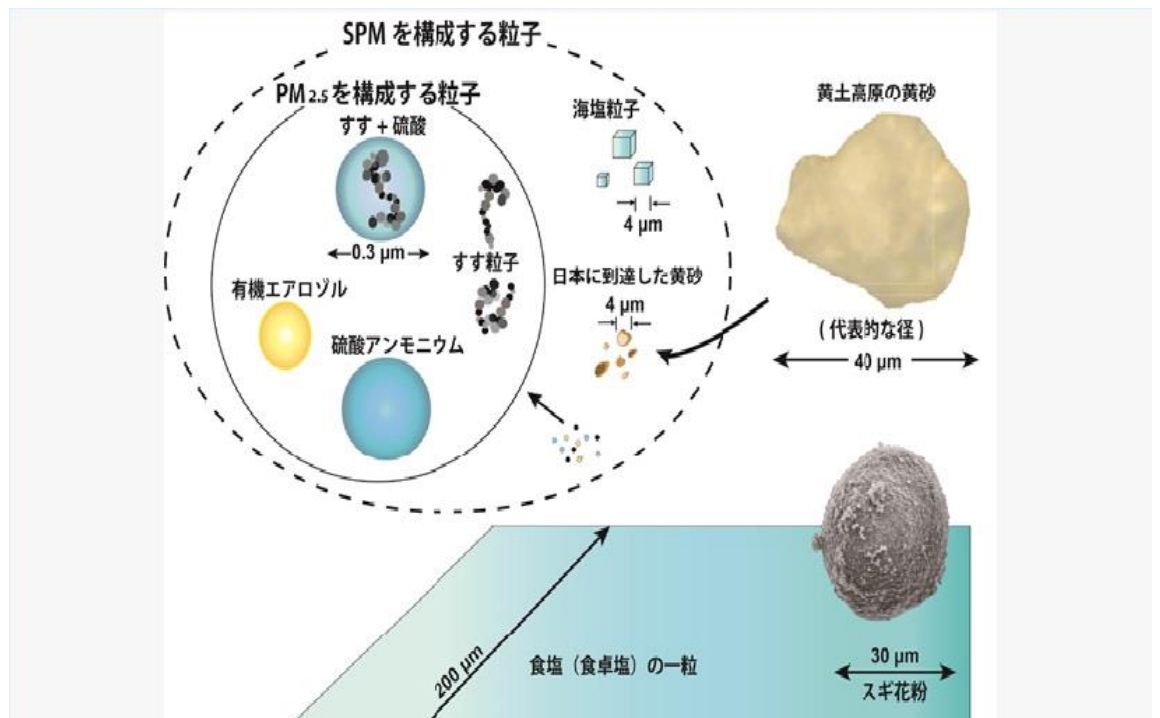 SPM を構成する粒子
PM2.5を構成する粒子
すす + 硫酸
0.3 μm
すす粒子
有機エアロゾル
硫酸アンモニウム
海塩粒子
4 μm
日本に到達した黄砂
4 μm
黄土高原の黄砂
( 代表的な径 )
40 μm
200 μm
食塩（食卓塩）の一粒
30 μm
スギ花粉